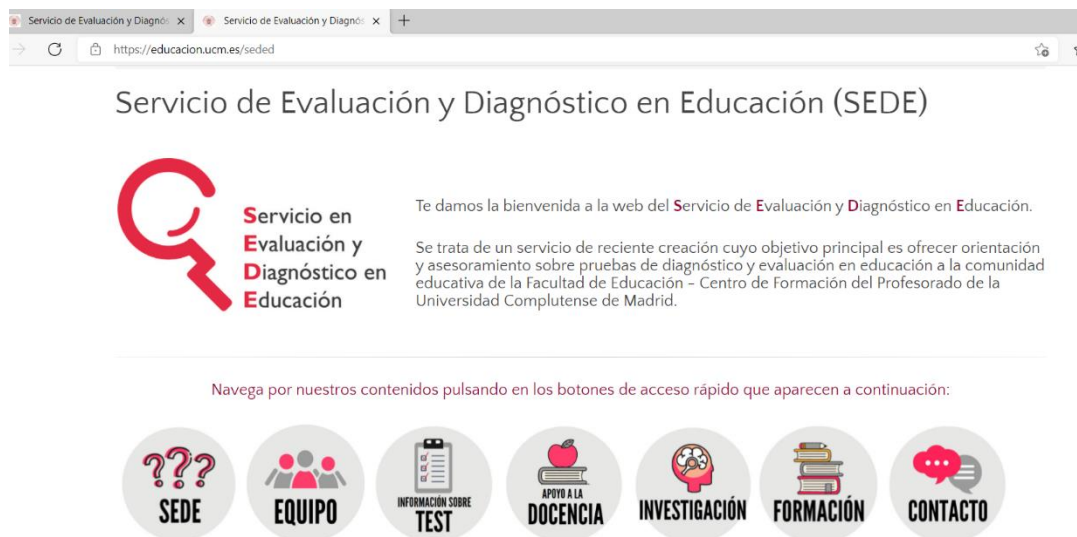 Servicio de Evaluación y Diagnós
Servicio de Evaluación y Diagnós
https://educacion.ucm.es/seded
Servicio de Evaluación y Diagnóstico en Educación (SEDE)
Servicio en
Evaluación y
Diagnóstico en
Educación
Te damos la bienvenida a la web del Servicio de Evaluación y Diagnóstico en Educación.
Se trata de un servicio de reciente creación cuyo objetivo principal es ofrecer orientación
y asesoramiento sobre pruebas de diagnóstico y evaluación en educación a la comunidad
educativa de la Facultad de Educación - Centro de Formación del Profesorado de la
Universidad Complutense de Madrid.
Navega por nuestros contenidos pulsando en los botones de acceso rápido que aparecen a continuación:
???
SEDE
EQUIPO
INFORMACIÓN SOBRE
TEST
APOYO A LA
DOCENCIA
INVESTIGACIÓN
FORMACIÓN
CONTACTO